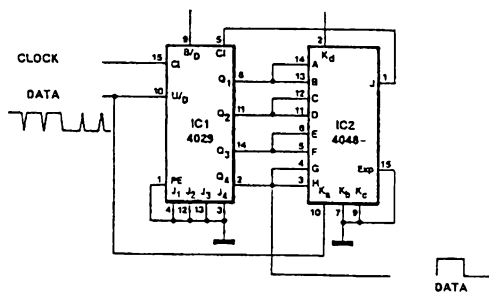 9 5 2
B/D CI Kd
CLOCK 15 CI 14 A J 1
Q1 6 13 B
DATA 10 U/D 12 C
Q2 11 11 D
IC1 IC2
4029 4048-
6 E
Q3 14 5 F
4 G Exp 15
1 PE Q4 2 3 H
J1 J2 J3 J4 Ka Kb Kc
4 12 13 3 10 7 9
DATA